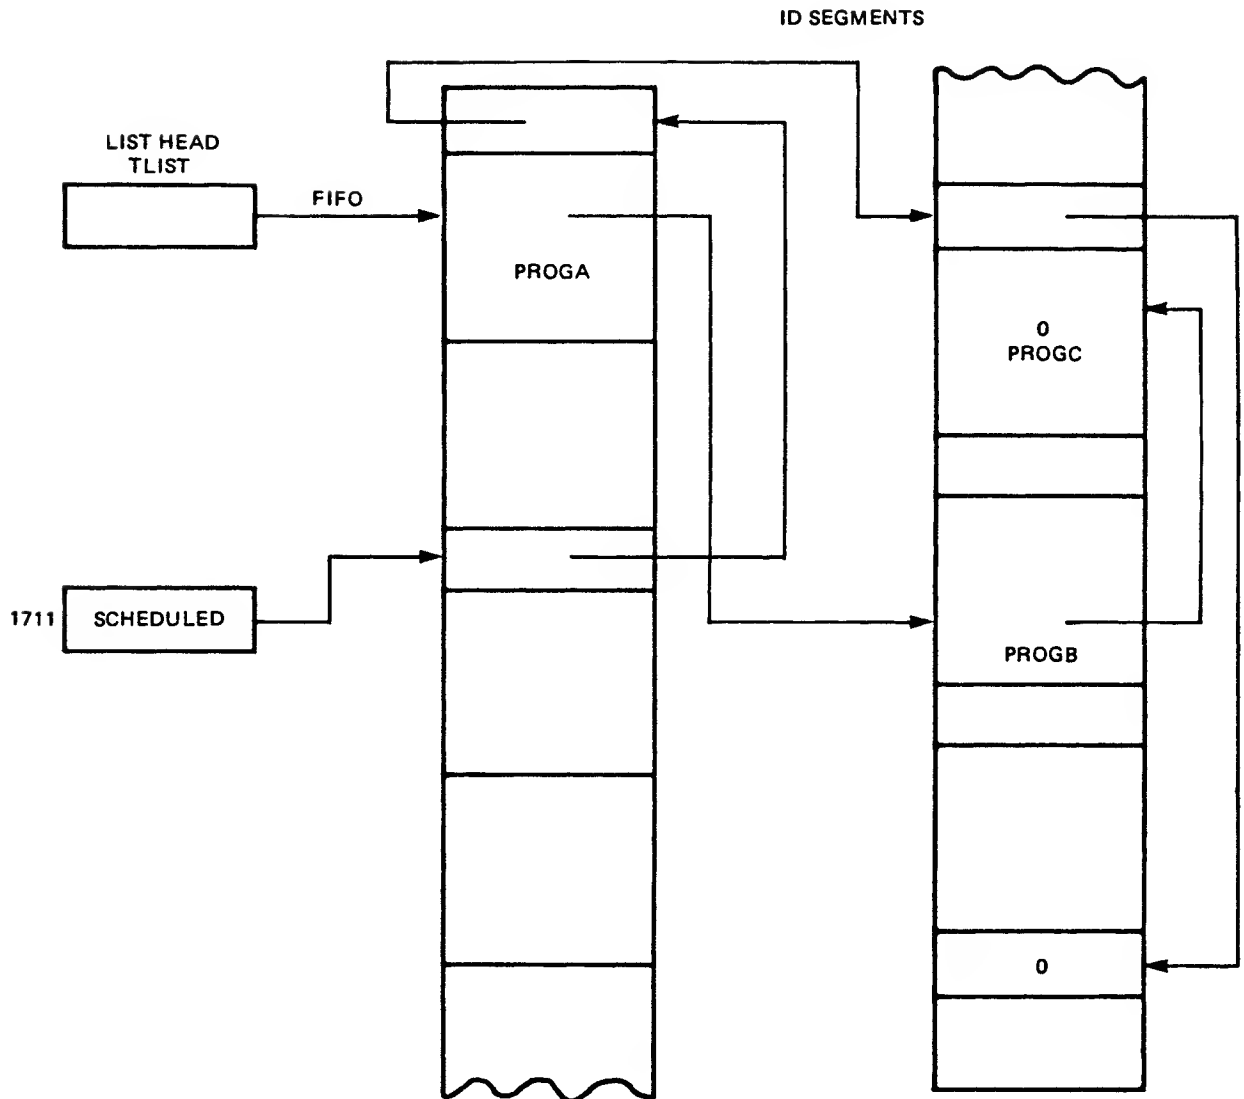 ID SEGMENTS
LIST HEAD
TLIST
FIFO
PROGA
0
PROGC
1711
SCHEDULED
PROGB
0